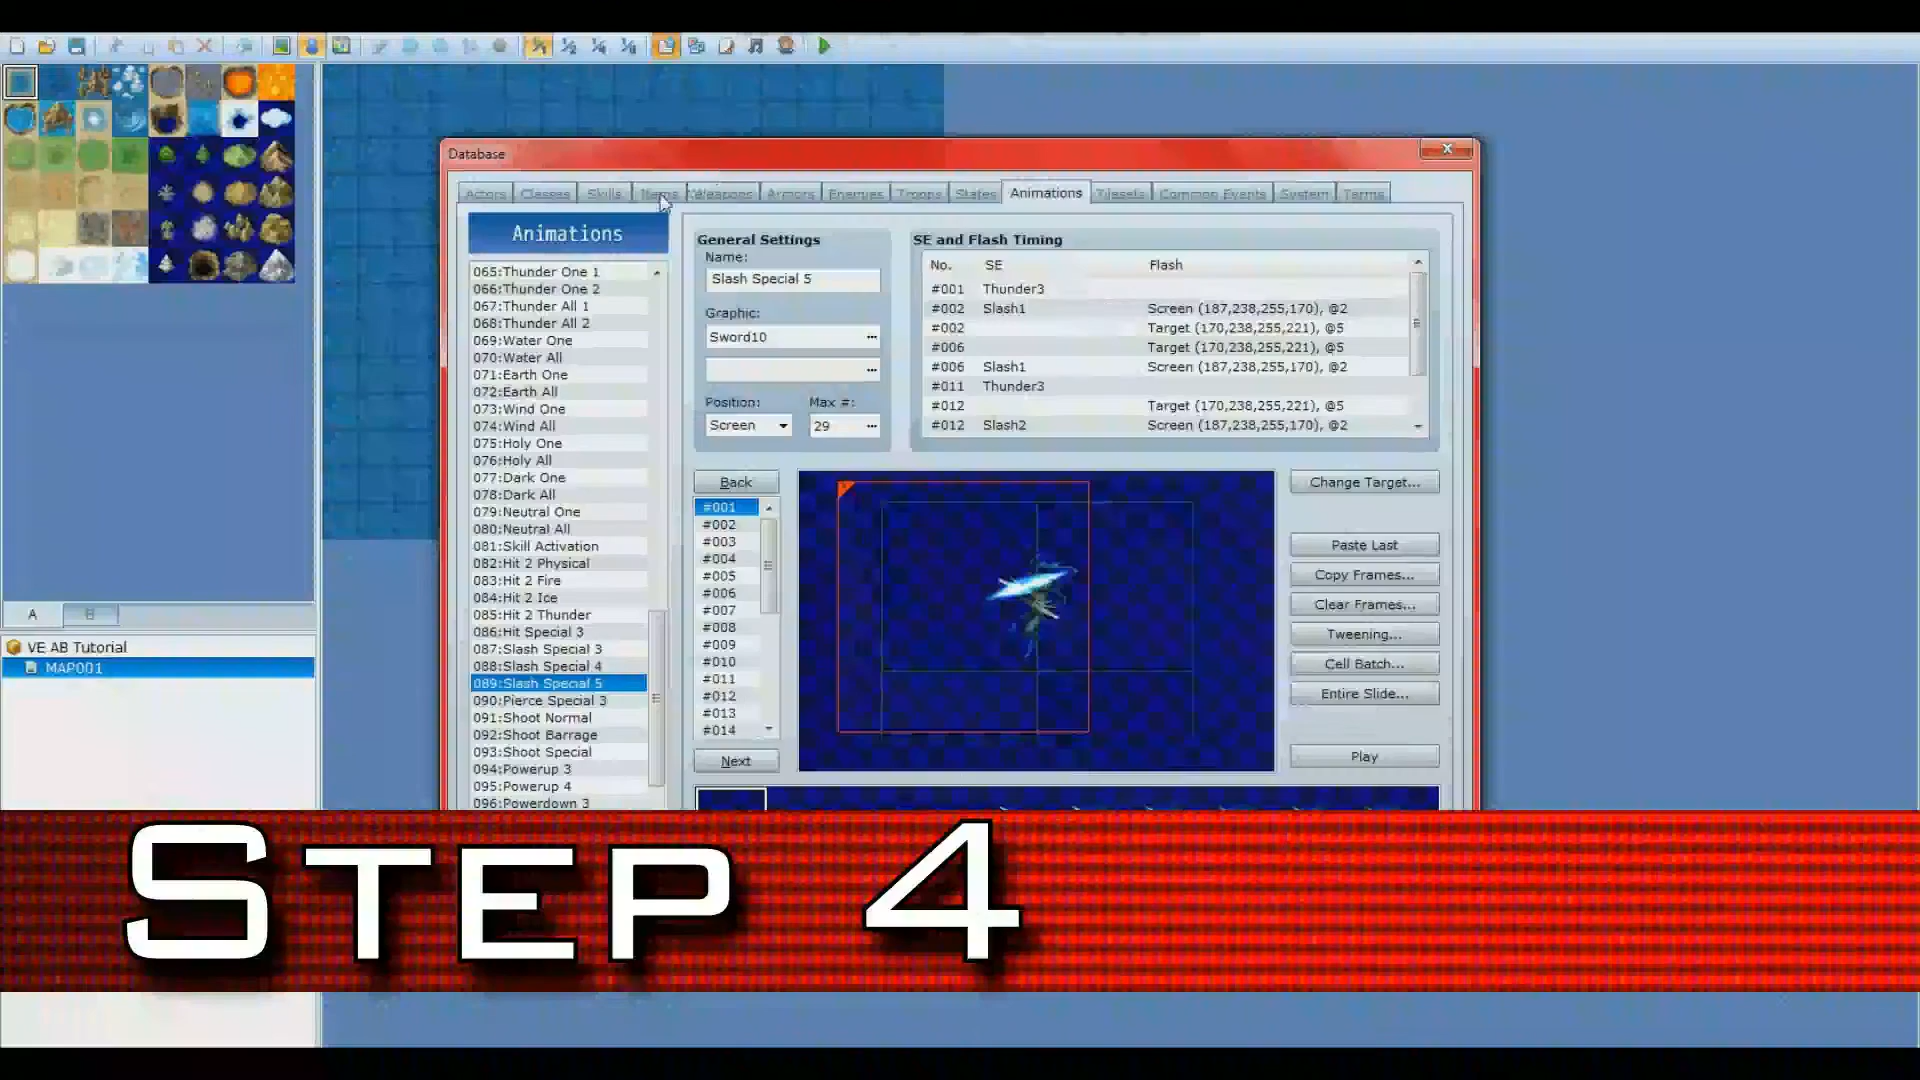 Database
Actors Classes Skills Items Weapons Armors Enemies Troops States Animations Tilesets Common Events System Terms
Animations
065:Thunder One 1
066:Thunder One 2
067:Thunder All 1
068:Thunder All 2
069:Water One
070:Water All
071:Earth One
072:Earth All
073:Wind One
074:Wind All
075:Holy One
076:Holy All
077:Dark One
078:Dark All
079:Neutral One
080:Neutral All
081:Skill Activation
082:Hit 2 Physical
083:Hit 2 Fire
084:Hit 2 Ice
085:Hit 2 Thunder
086:Hit Special 3
087:Slash Special 3
088:Slash Special 4
089:Slash Special 5
090:Pierce Special 3
091:Shoot Normal
092:Shoot Barrage
093:Shoot Special
094:Powerup 3
095:Powerup 4
096:Powerdown 3
General Settings
Name:
Slash Special 5
Graphic:
Sword10
Position: Max #:
Screen 29
SE and Flash Timing
No. SE Flash
#001 Thunder3
#002 Slash1 Screen (187,238,255,170), @2
#002 Target (170,238,255,221), @5
#006 Target (170,238,255,221), @5
#006 Slash1 Screen (187,238,255,170), @2
#011 Thunder3
#012 Target (170,238,255,221), @5
#012 Slash2 Screen (187,238,255,170), @2
Back
#001
#002
#003
#004
#005
#006
#007
#008
#009
#010
#011
#012
#013
#014
Next
Change Target...
Paste Last
Copy Frames...
Clear Frames...
Tweening...
Cell Batch...
Entire Slide...
Play
A B
VE AB Tutorial
MAP001
STEP 4